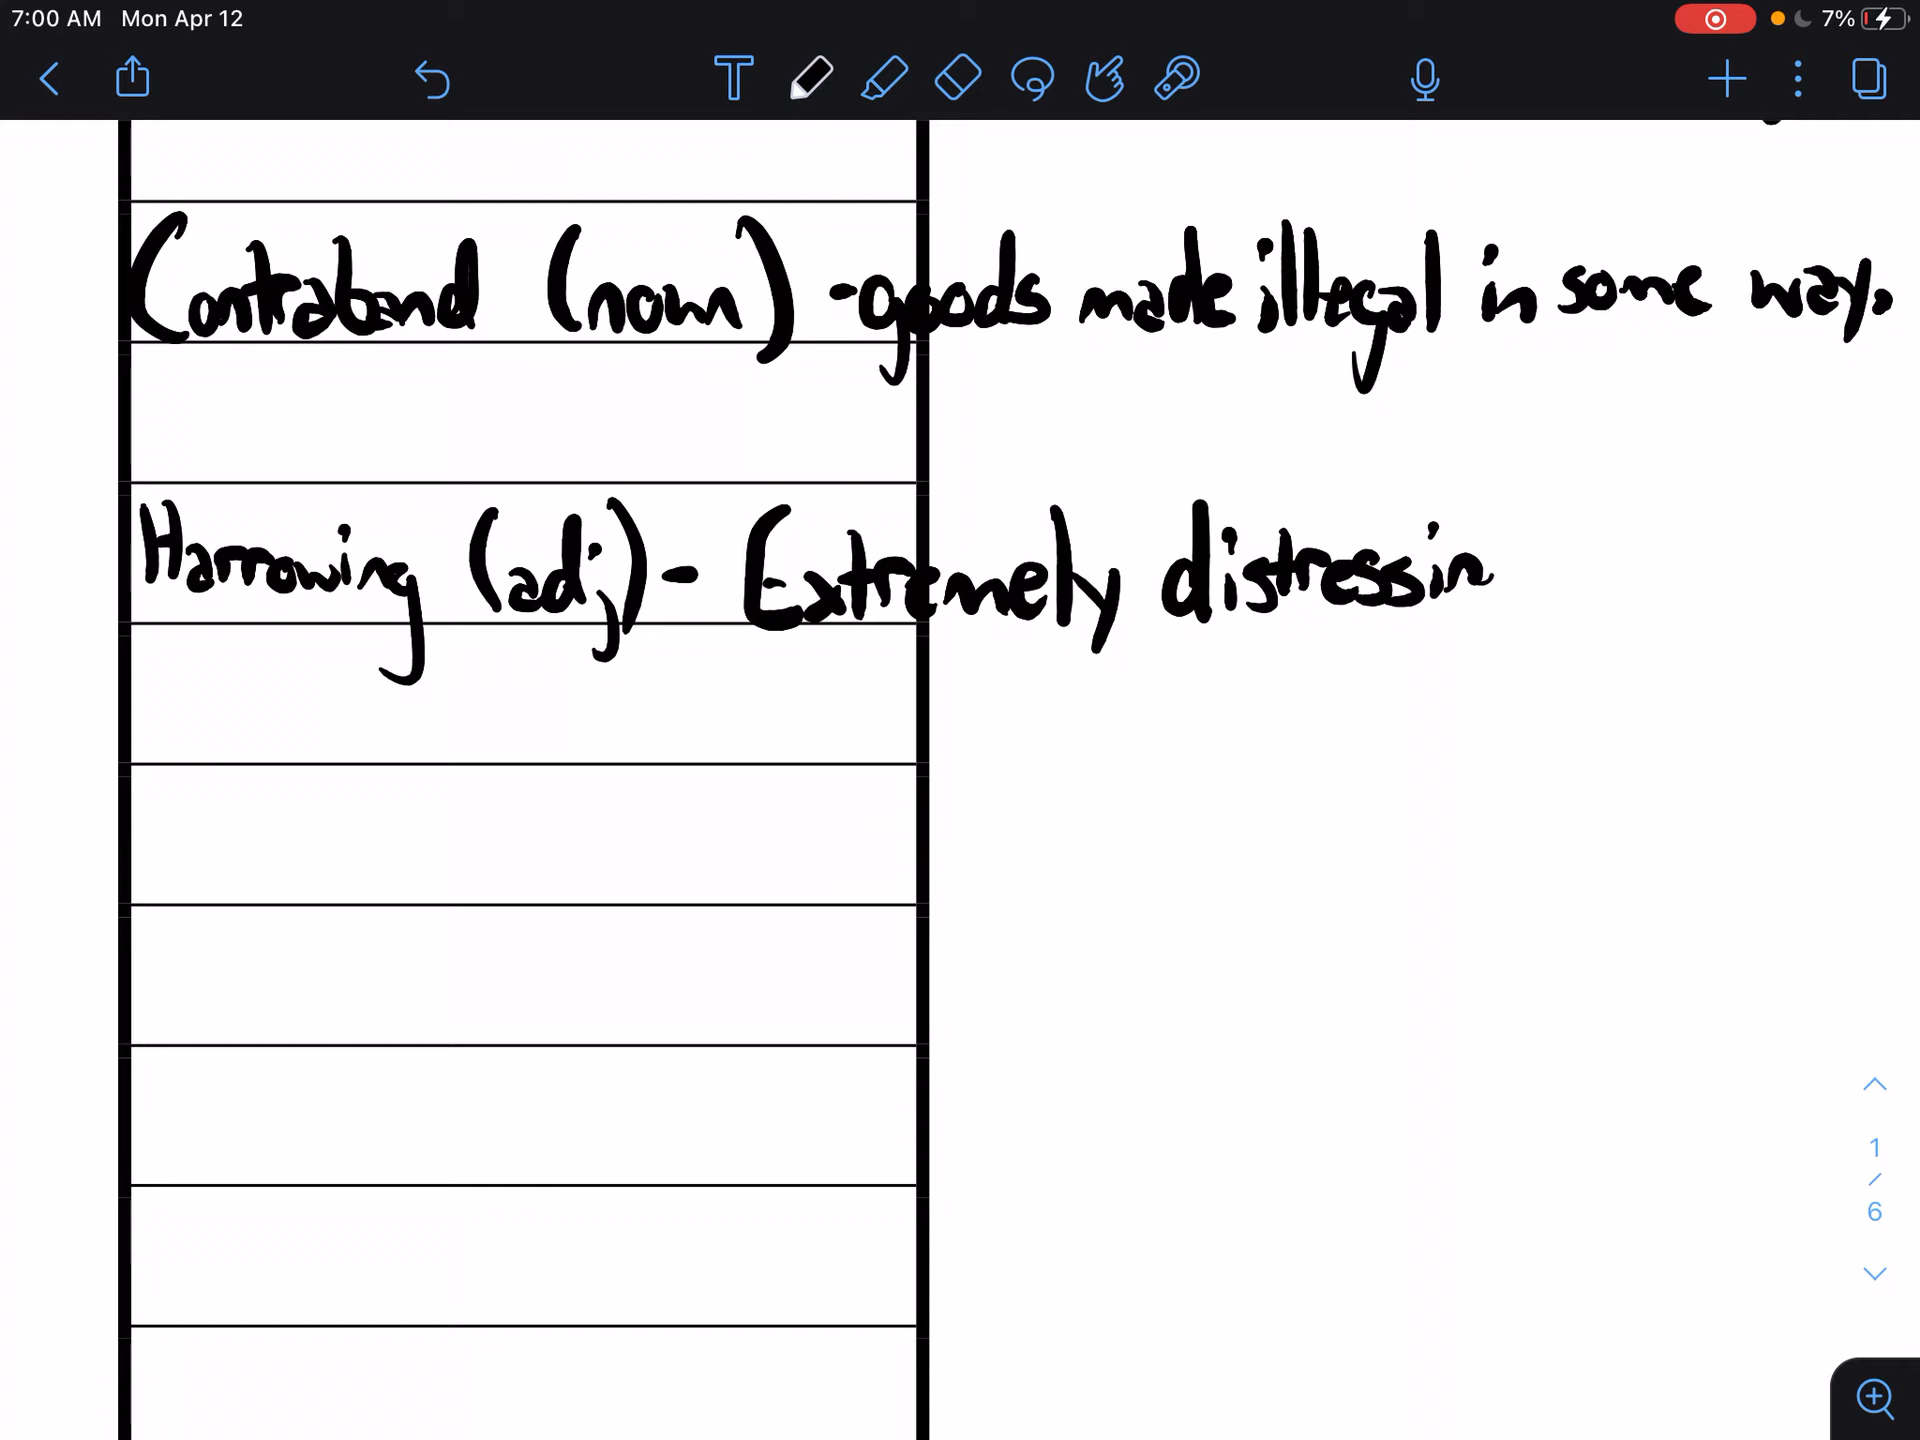 7:00 AM Mon Apr 12
7%
Contraband (noun) - goods made illegal in some way.
Harrowing (adj) - Extremely distressin
1
/
6